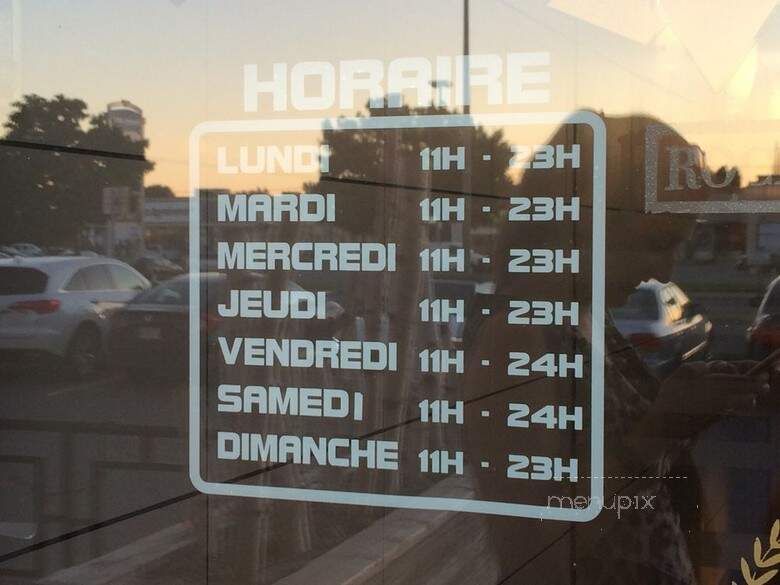 HORAIRE
LUNDI 11H - 23H
MARDI 11H - 23H
MERCREDI 11H - 23H
JEUDI 11H - 23H
VENDREDI 11H - 24H
SAMEDI 11H - 24H
DIMANCHE 11H - 23H
menupix